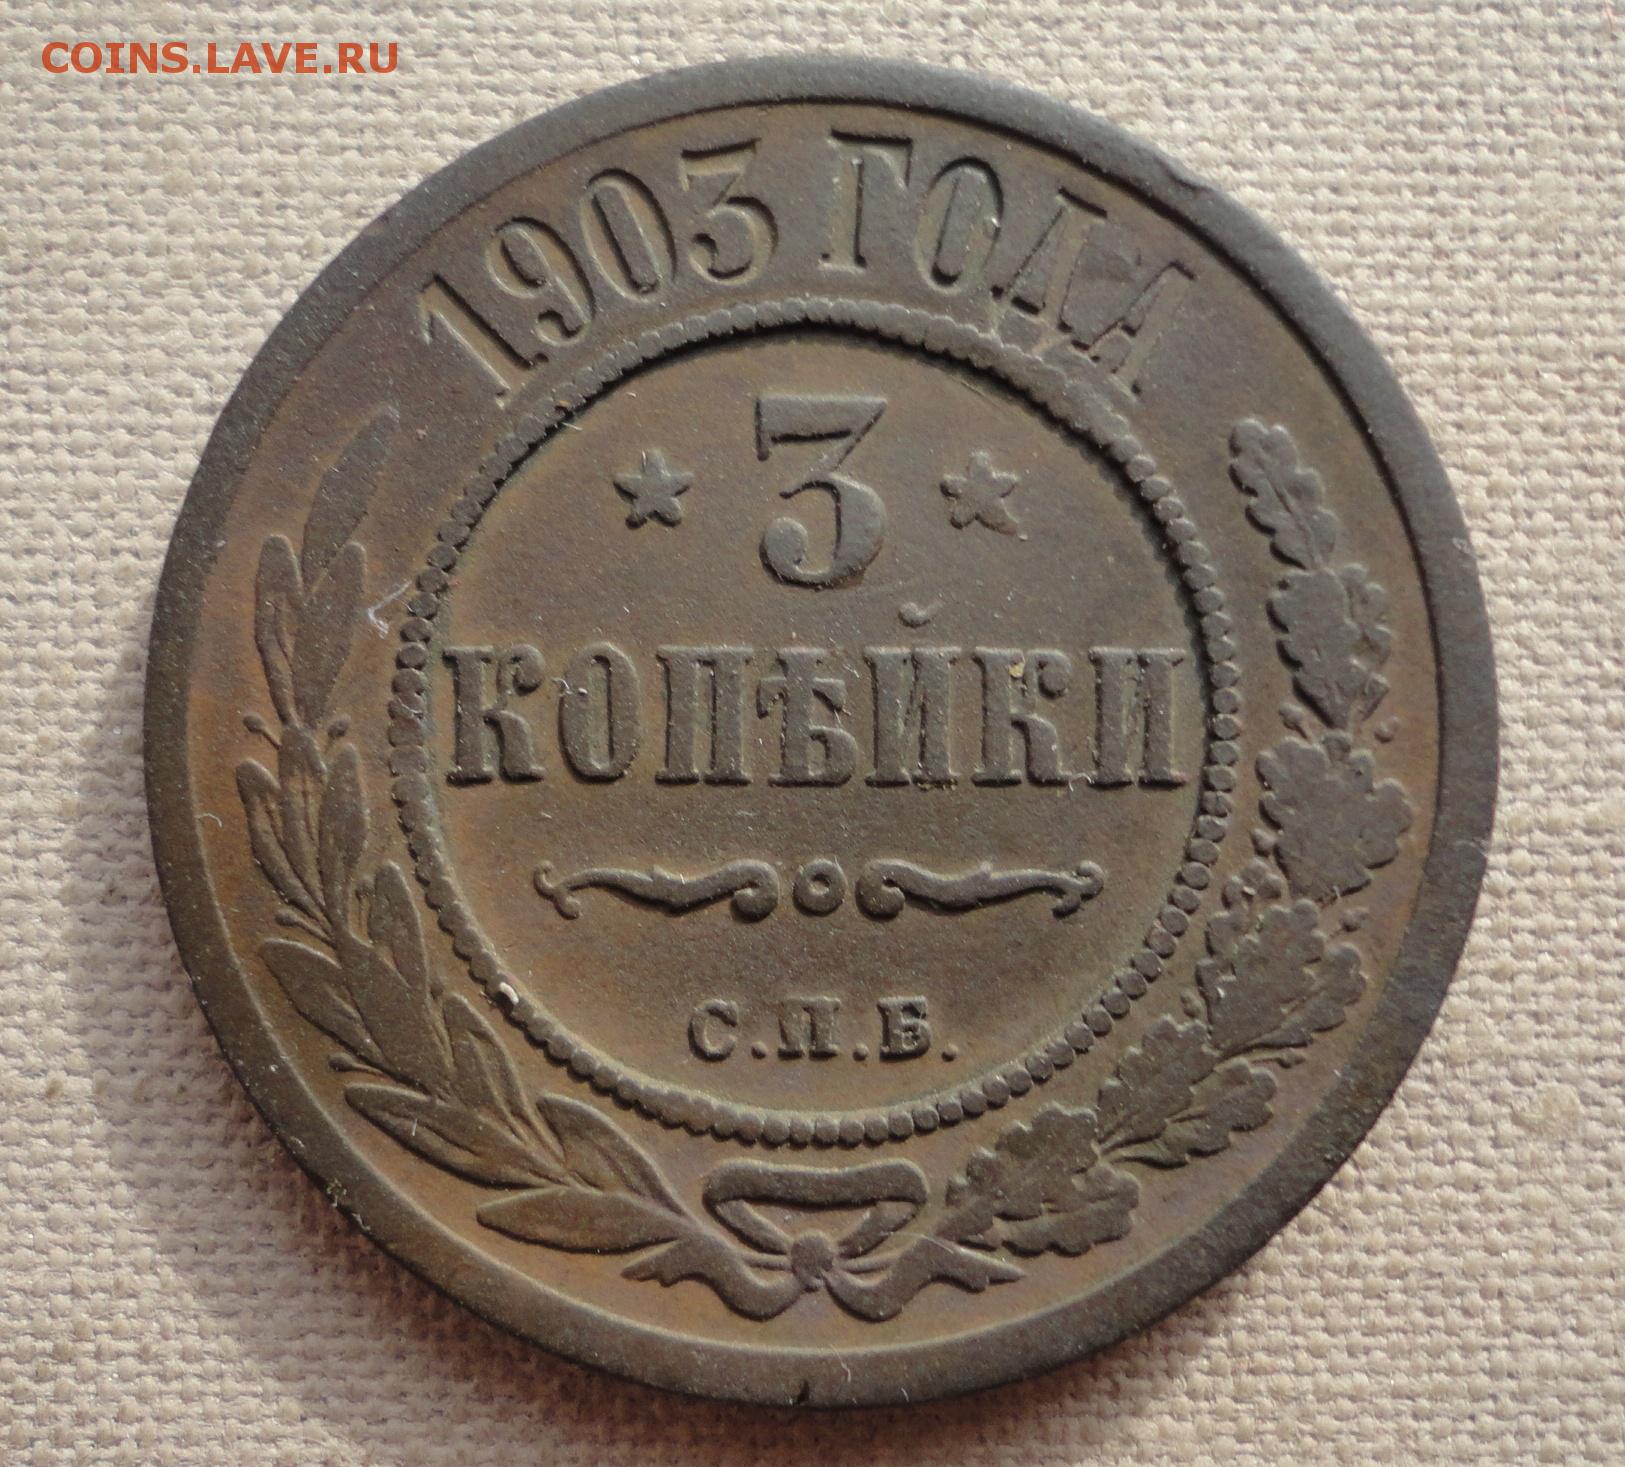 COINS.LAVE.RU
1903 ГОДА
3
КОПѢЙКИ
С.П.Б.